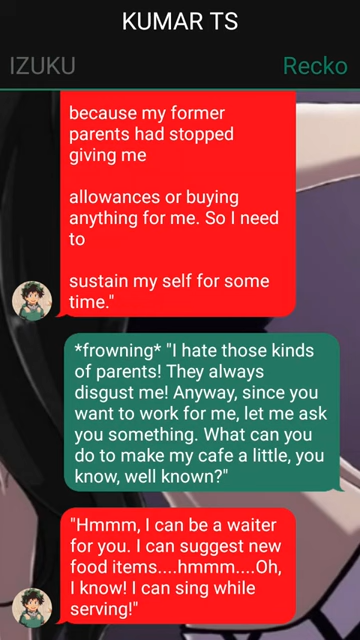 KUMAR TS
IZUKU
Recko
because my former
parents had stopped
giving me
allowances or buying
anything for me. So I need
to
sustain my self for some
time."
*frowning* "I hate those kinds
of parents! They always
disgust me! Anyway, since you
want to work for me, let me ask
you something. What can you
do to make my cafe a little, you
know, well known?"
"Hmmm, I can be a waiter
for you. I can suggest new
food items....hmmm....Oh,
I know! I can sing while
serving!"